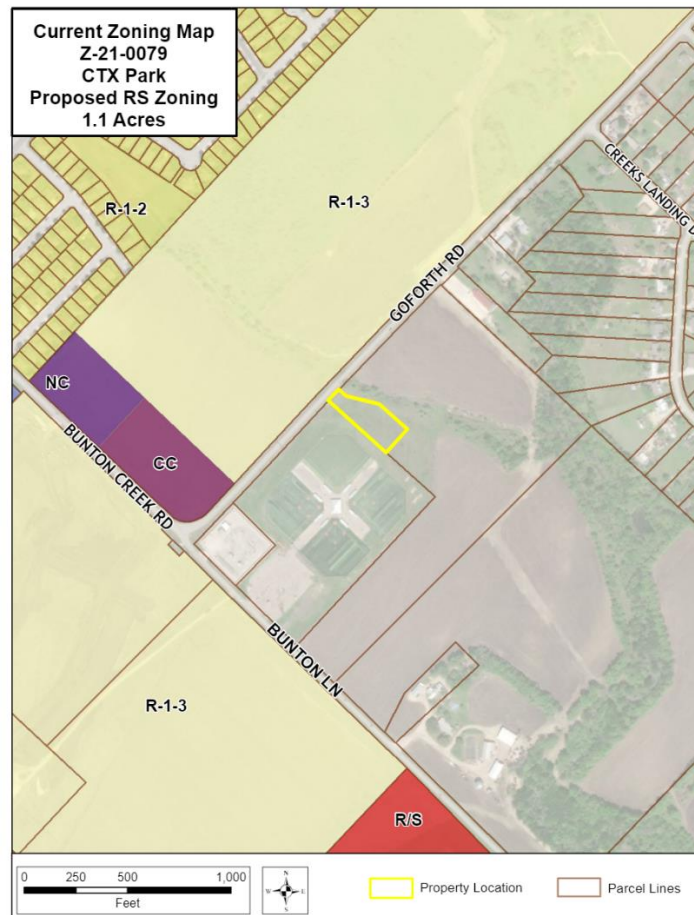 Current Zoning Map
Z-21-0079
CTX Park
Proposed RS Zoning
1.1 Acres
R-1-2
R-1-3
CREEKS LANDING D
GOFORTH RD
NC
CC
BUNTON CREEK RD
BUNTON LN
R-1-3
R/S
0 250 500 1,000
Feet
N
W E
S
Property Location
Parcel Lines